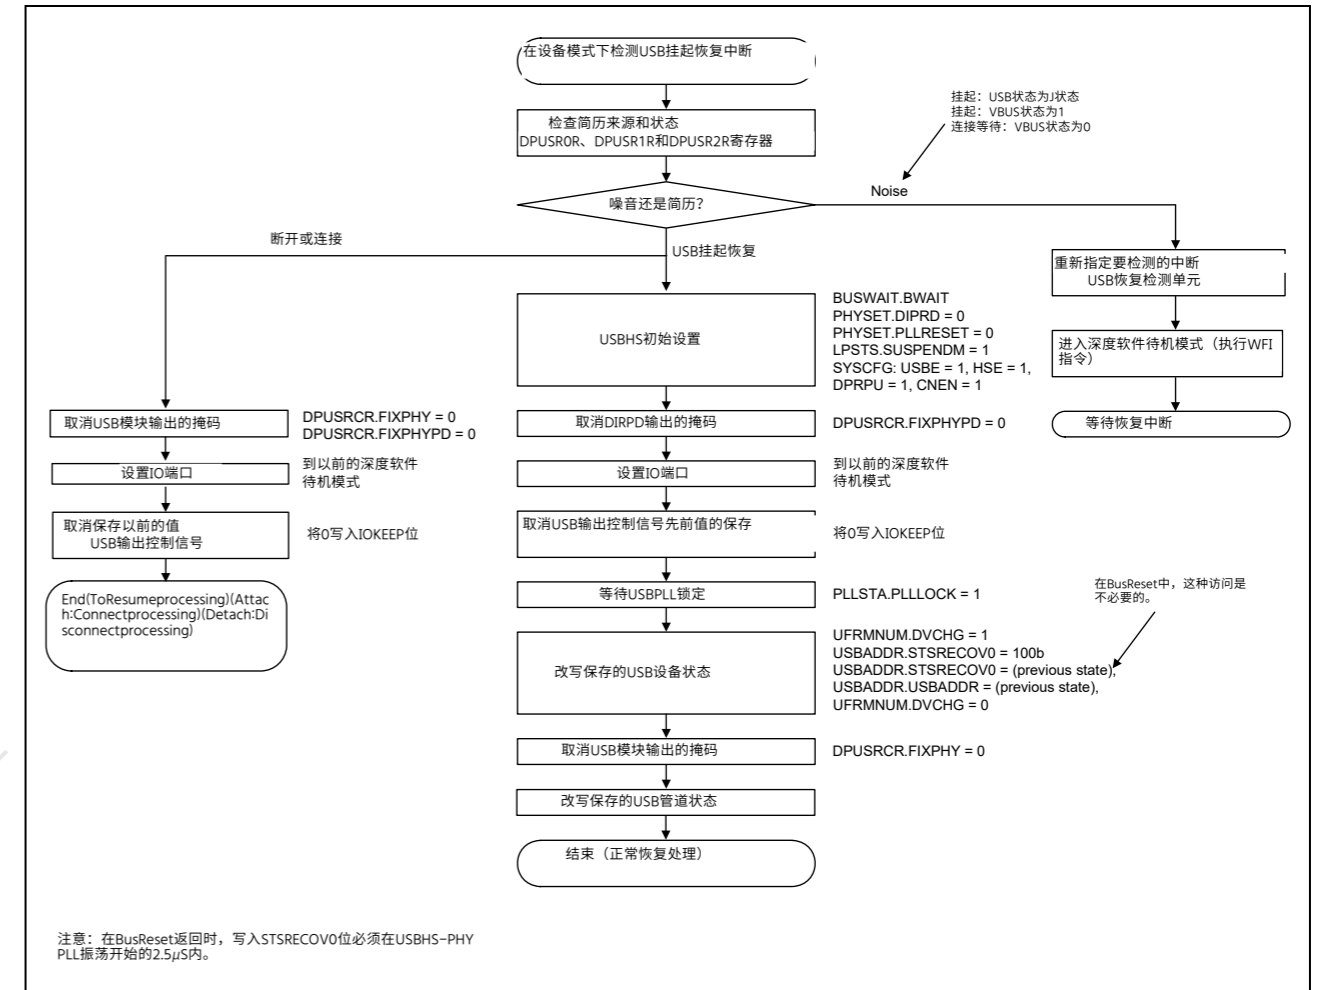 在设备模式下检测USB挂起恢复中断
挂起：USB状态为J状态
挂起：VBUS状态为1
连接等待：VBUS状态为0
检查简历来源和状态
DPUSR0R、DPUSR1R和DPUSR2R寄存器
Noise
噪音还是简历？
断开或连接
USB挂起恢复
重新指定要检测的中断
USB恢复检测单元
进入深度软件待机模式（执行WFI
指令）
等待恢复中断
USBHS初始设置
BUSWAIT.BWAIT
PHYSET.DIPRD = 0
PHYSET.PLLRESET = 0
LPSTS.SUSPENDM = 1
SYSCFG: USBE = 1, HSE = 1,
DPRPU = 1, CNEN = 1
取消USB模块输出的掩码
DPUSRCR.FIXPHY = 0
DPUSRCR.FIXPHYPD = 0
取消DIRPD输出的掩码
DPUSRCR.FIXPHYPD = 0
设置IO端口
到以前的深度软件
待机模式
设置IO端口
到以前的深度软件
待机模式
取消保存以前的值
USB输出控制信号
将0写入IOKEEP位
取消USB输出控制信号先前值的保存
将0写入IOKEEP位
End(ToResumeprocessing)(Attac
h:Connectprocessing)(Detach:Di
sconnectprocessing)
等待USBPLL锁定
PLLSTA.PLLLOCK = 1
在BusReset中，这种访问是
不必要的。
改写保存的USB设备状态
UFRMNUM.DVCHG = 1
USBADDR.STSRECOV0 = 100b
USBADDR.STSRECOV0 = (previous state),
USBADDR.USBADDR = (previous state),
UFRMNUM.DVCHG = 0
取消USB模块输出的掩码
DPUSRCR.FIXPHY = 0
改写保存的USB管道状态
结束（正常恢复处理）
注意：在BusReset返回时，写入STSRECOV0位必须在USBHS-PHY
PLL振荡开始的2.5μS内。